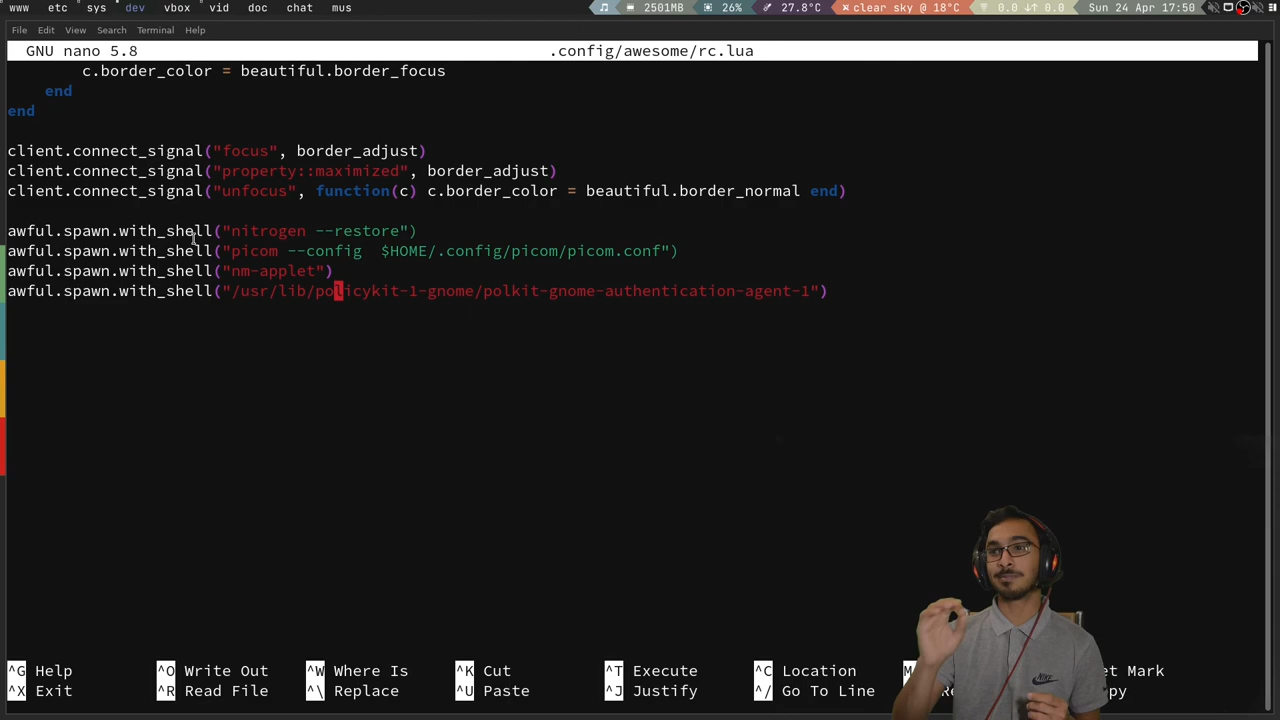 www etc sys dev vbox vid doc chat mus
2501MB 26% 27.8°C clear sky @ 18°C 0.0 ↓↑ 0.0 Sun 24 Apr 17:50
File Edit View Search Terminal Help
GNU nano 5.8 .config/awesome/rc.lua
c.border_color = beautiful.border_focus
end
end
client.connect_signal("focus", border_adjust)
client.connect_signal("property::maximized", border_adjust)
client.connect_signal("unfocus", function(c) c.border_color = beautiful.border_normal end)
awful.spawn.with_shell("nitrogen --restore")
awful.spawn.with_shell("picom --config  $HOME/.config/picom/picom.conf")
awful.spawn.with_shell("nm-applet")
awful.spawn.with_shell("/usr/lib/policykit-1-gnome/polkit-gnome-authentication-agent-1")
^G Help ^O Write Out ^W Where Is ^K Cut ^T Execute ^C Location Mark
^X Exit ^R Read File ^\ Replace ^U Paste ^J Justify ^/ Go To Line